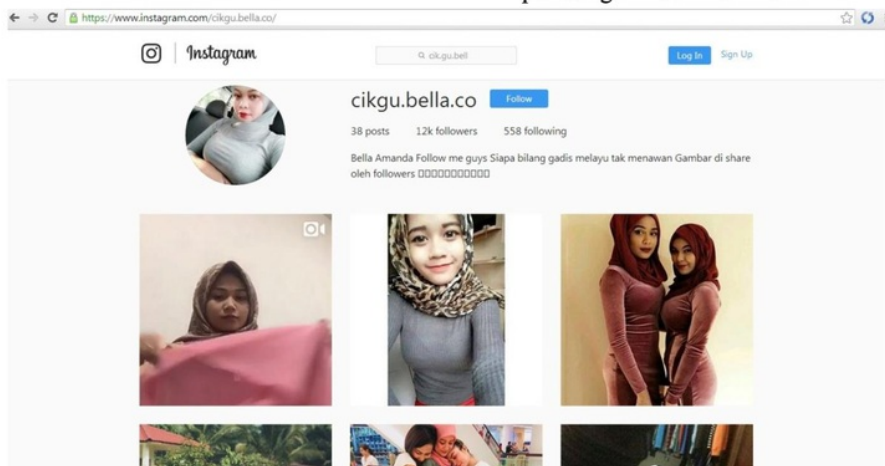 https://www.instagram.com/cikgu.bella.co/
Instagram
cik.gu.bell
Log In
Sign Up
cikgu.bella.co
Follow
38 posts 12k followers 558 following
Bella Amanda Follow me guys Siapa bilang gadis melayu tak menawan Gambar di share
oleh followers